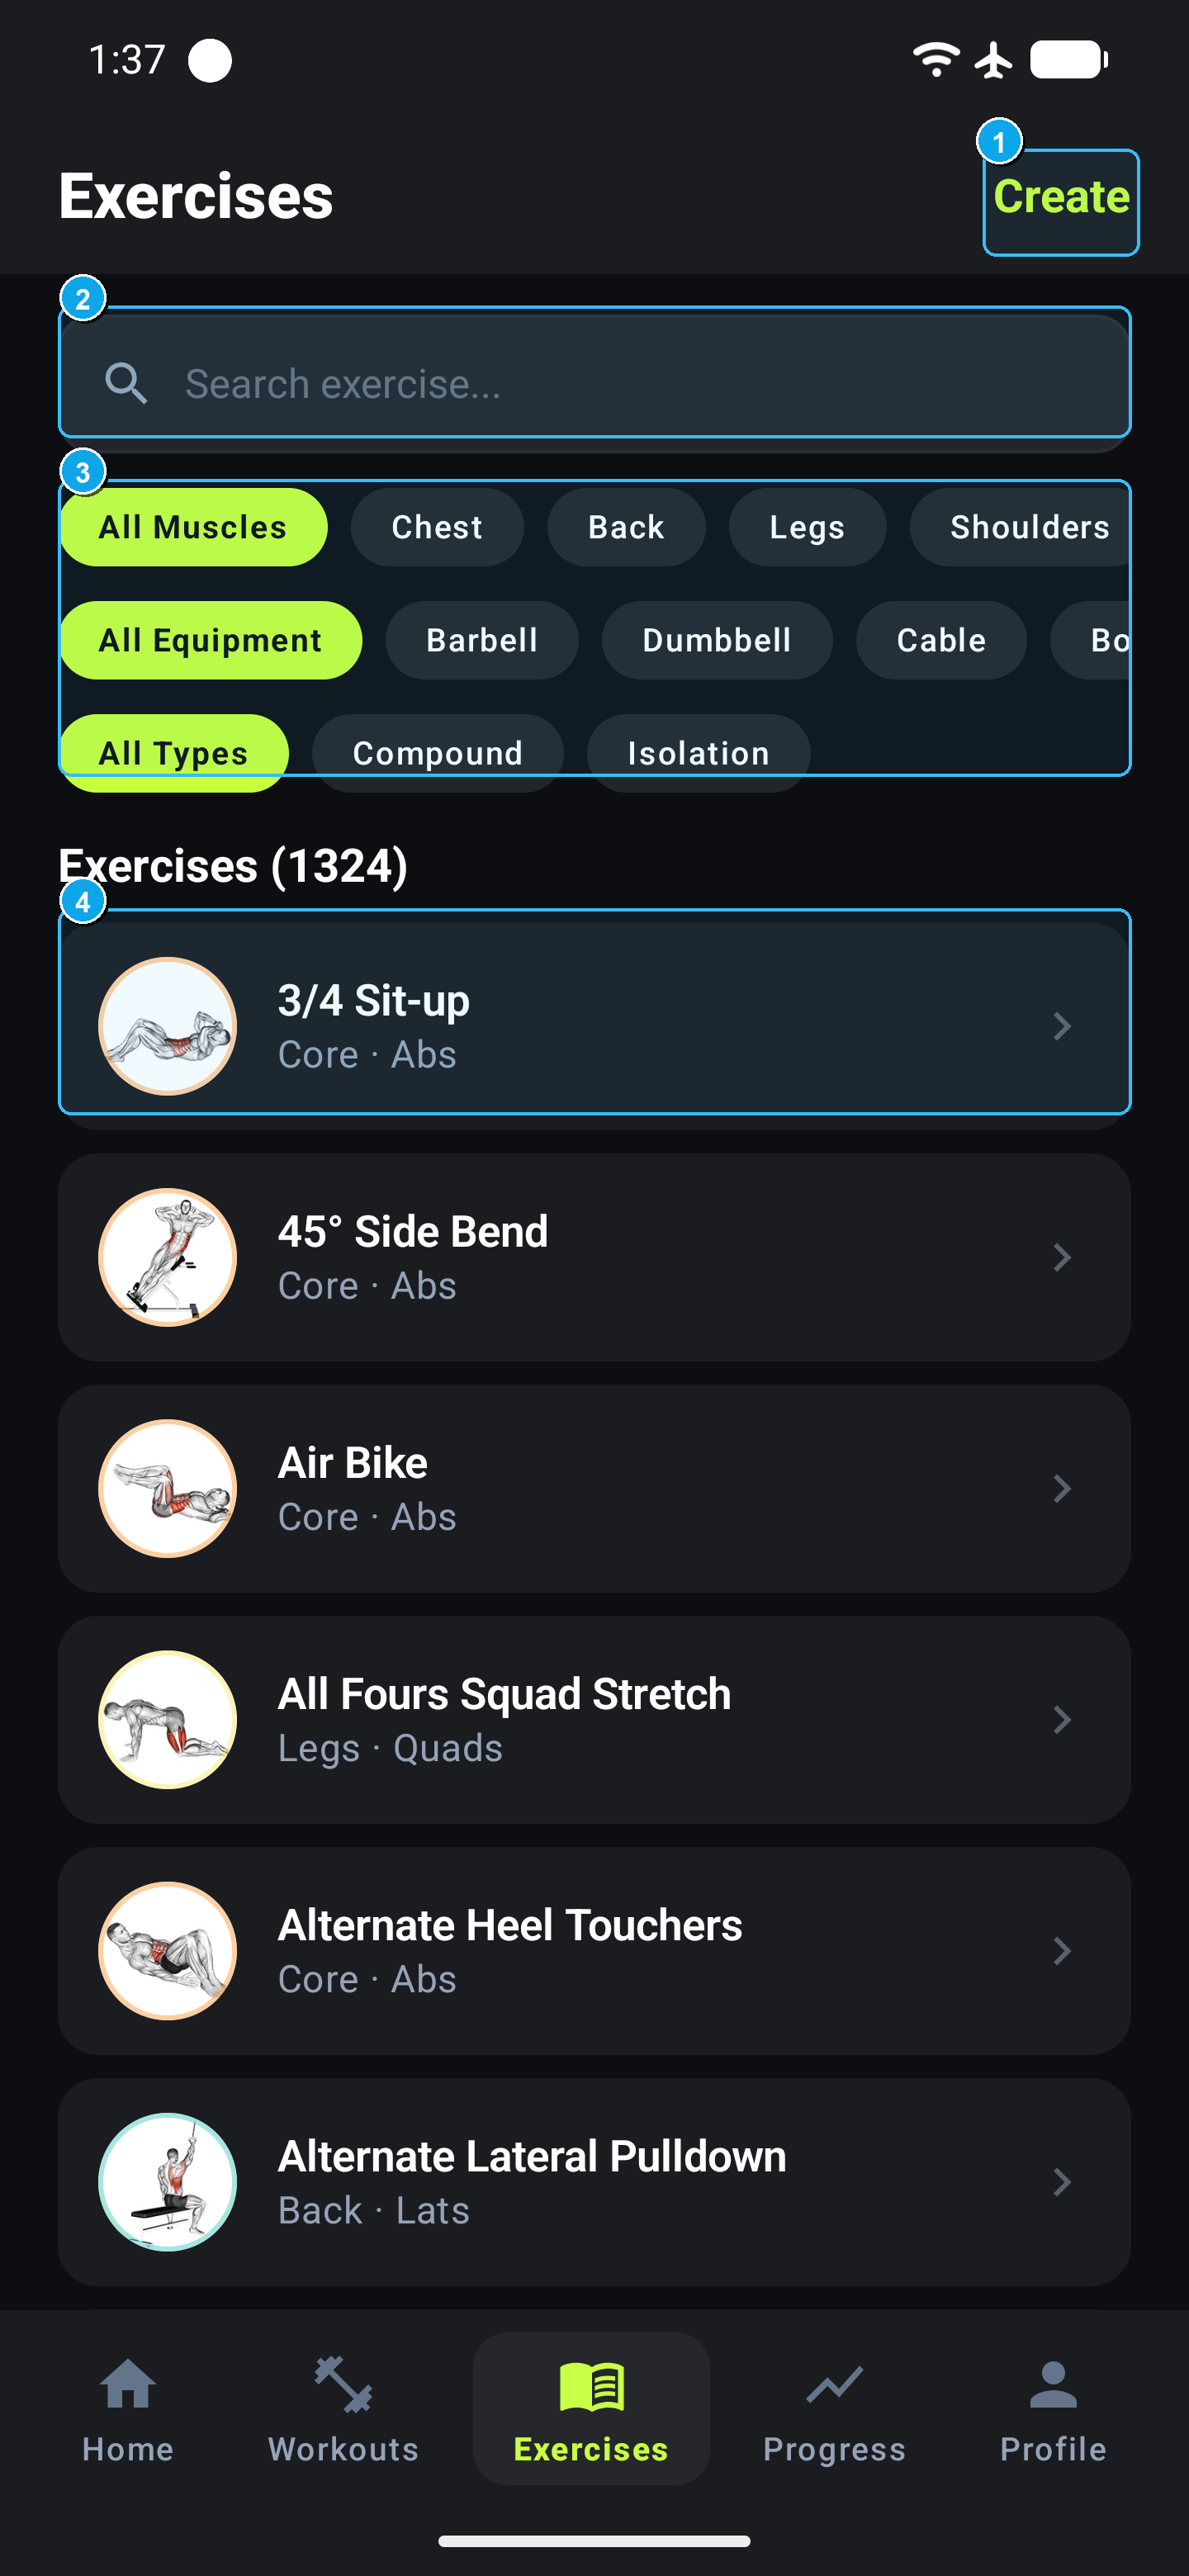 1:37
Exercises
1
Create
2
Search exercise...
3
All Muscles Chest Back Legs Shoulders
All Equipment Barbell Dumbbell Cable Bo
All Types Compound Isolation
Exercises (1324)
4
3/4 Sit-up
Core · Abs
45° Side Bend
Core · Abs
Air Bike
Core · Abs
All Fours Squad Stretch
Legs · Quads
Alternate Heel Touchers
Core · Abs
Alternate Lateral Pulldown
Back · Lats
Home Workouts Exercises Progress Profile